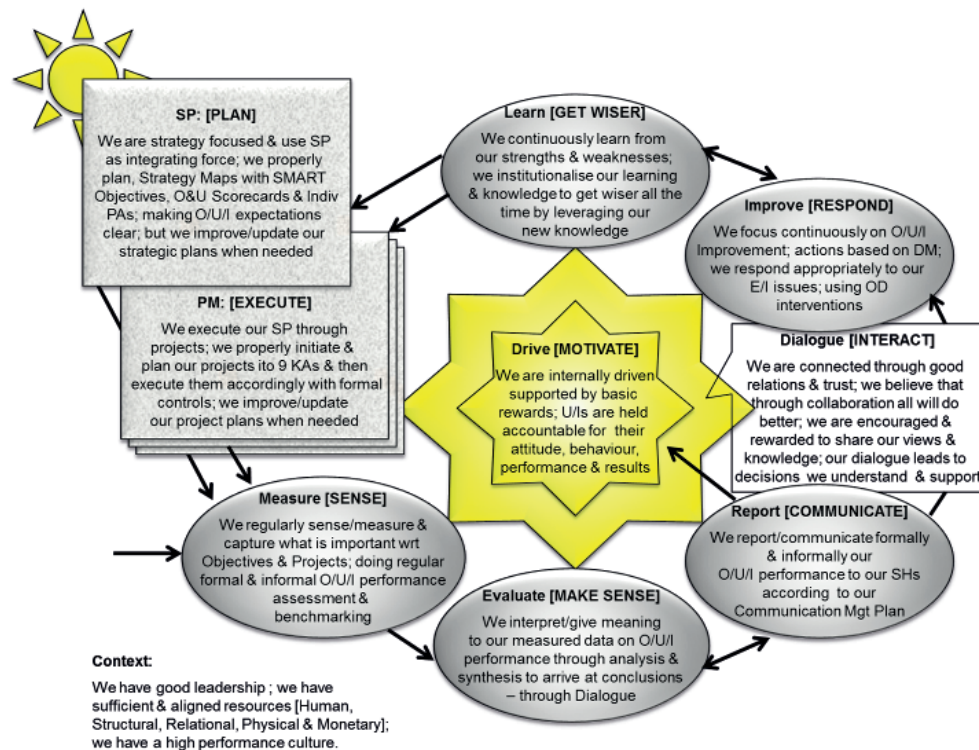 SP: [PLAN]
We are strategy focused & use SP
as integrating force; we properly
plan, Strategy Maps with SMART
Objectives, O&U Scorecards & Indiv
PAs; making O/U/I expectations
clear; but we improve/update our
strategic plans when needed
PM: [EXECUTE]
We execute our SP through
projects; we properly initiate &
plan our projects ito 9 KAs & then
execute them accordingly with formal
controls; we improve/update
our project plans when needed
Learn [GET WISER]
We continuously learn from
our strengths & weaknesses;
we institutionalise our learning
& knowledge to get wiser all
the time by leveraging our
new knowledge
Improve [RESPOND]
We focus continuously on O/U/I
Improvement; actions based on DM;
we respond appropriately to our
E/I issues; using OD
interventions
Drive [MOTIVATE]
We are internally driven
supported by basic
rewards; U/Is are held
accountable for their
attitude, behaviour,
performance & results
Dialogue [INTERACT]
We are connected through good
relations & trust; we believe that
through collaboration all will do
better; we are encouraged &
rewarded to share our views &
knowledge; our dialogue leads to
decisions we understand & support
Measure [SENSE]
We regularly sense/measure &
capture what is important wrt
Objectives & Projects; doing regular
formal & informal O/U/I performance
assessment &
benchmarking
Evaluate [MAKE SENSE]
We interpret/give meaning
to our measured data on O/U/I
performance through analysis &
synthesis to arrive at conclusions
– through Dialogue
Report [COMMUNICATE]
We report/communicate formally
& informally our
O/U/I performance to our SHs
according to our
Communication Mgt Plan
Context:
We have good leadership ; we have
sufficient & aligned resources [Human,
Structural, Relational, Physical & Monetary];
we have a high performance culture.